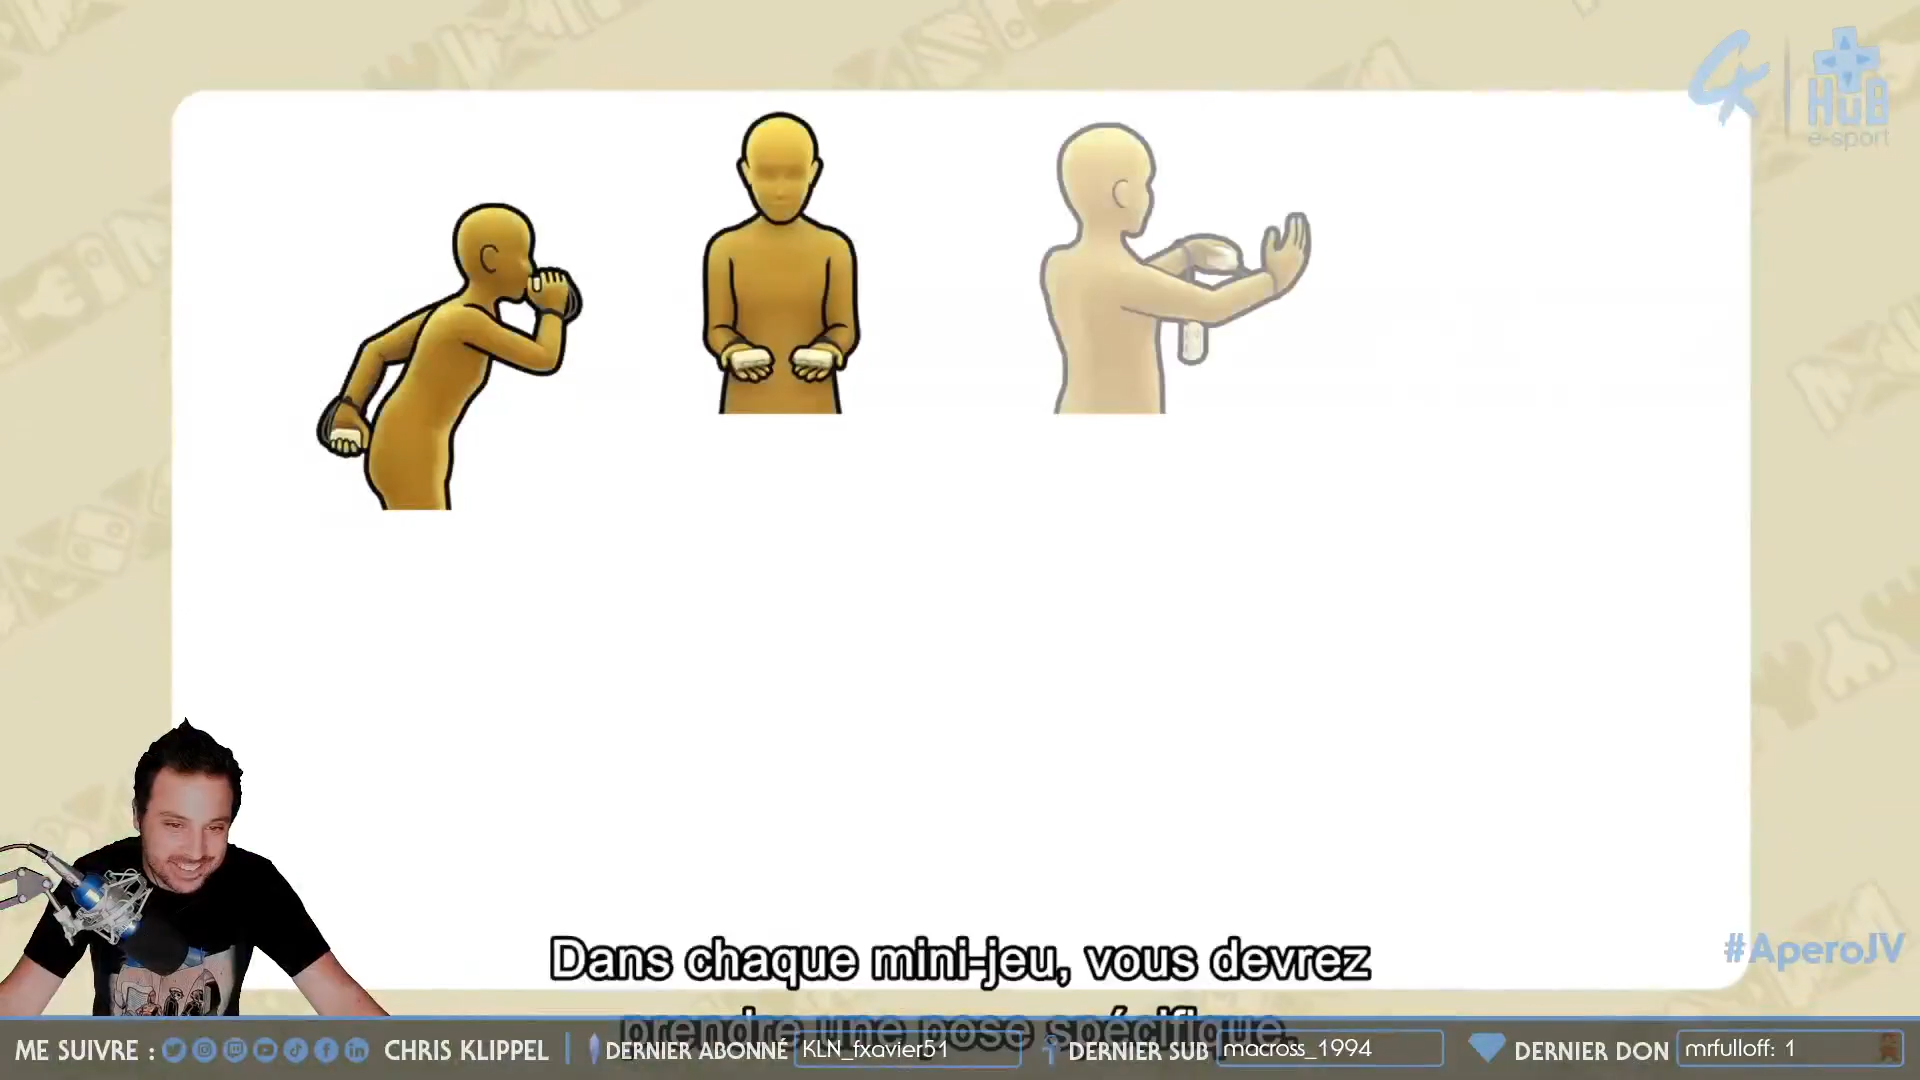 CK
HUB
e-sport
#AperoJV
Dans chaque mini-jeu, vous devrez
prendre une pose spécifique.
ME SUIVRE : CHRIS KLIPPEL DERNIER ABONNÉ KLN_fxavier51 DERNIER SUB macross_1994 DERNIER DON mrfulloff: 1